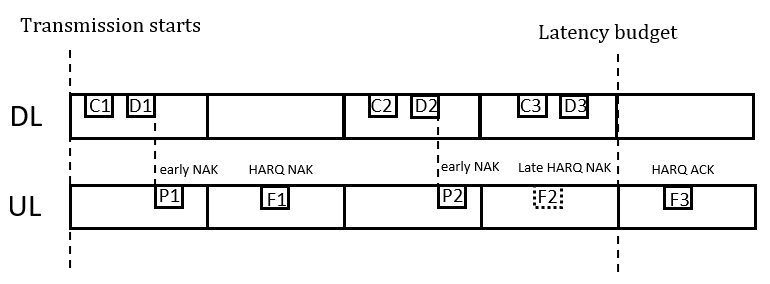 Transmission starts
Latency budget
DL
C1 D1 C2 D2 C3 D3
early NAK HARQ NAK early NAK Late HARQ NAK HARQ ACK
UL
P1 F1 P2 F2 F3